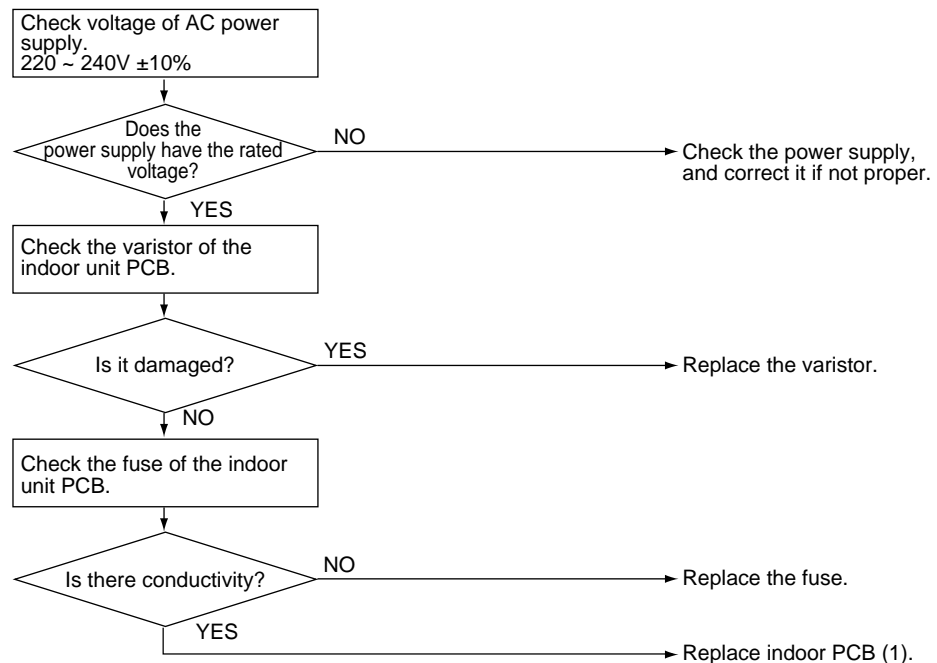 Check voltage of AC power
supply.
220 ~ 240V ±10%
Does the
power supply have the rated
voltage?
NO
Check the power supply,
and correct it if not proper.
YES
Check the varistor of the
indoor unit PCB.
Is it damaged?
YES
Replace the varistor.
NO
Check the fuse of the indoor
unit PCB.
Is there conductivity?
NO
Replace the fuse.
YES
Replace indoor PCB (1).